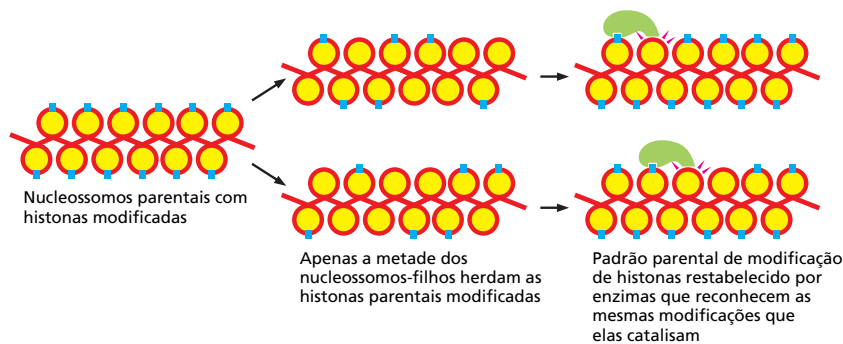 Nucleossomos parentais com
histonas modificadas
Apenas a metade dos
nucleossomos-filhos herdam as
histonas parentais modificadas
Padrão parental de modificação
de histonas restabelecido por
enzimas que reconhecem as
mesmas modificações que
elas catalisam